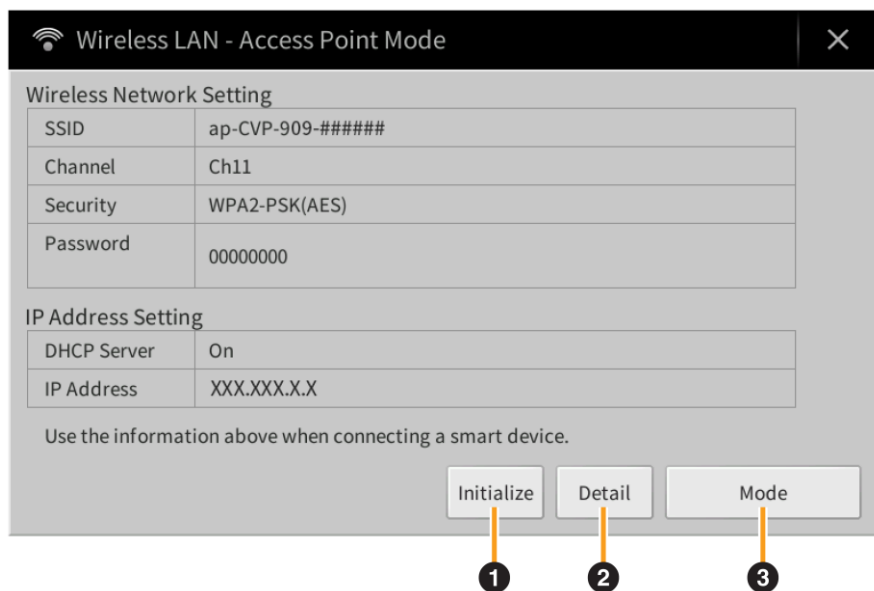 Wireless LAN - Access Point Mode
Wireless Network Setting
SSID ap-CVP-909-######
Channel Ch11
Security WPA2-PSK(AES)
Password 00000000
IP Address Setting
DHCP Server On
IP Address XXX.XXX.X.X
Use the information above when connecting a smart device.
Initialize Detail Mode
1 2 3